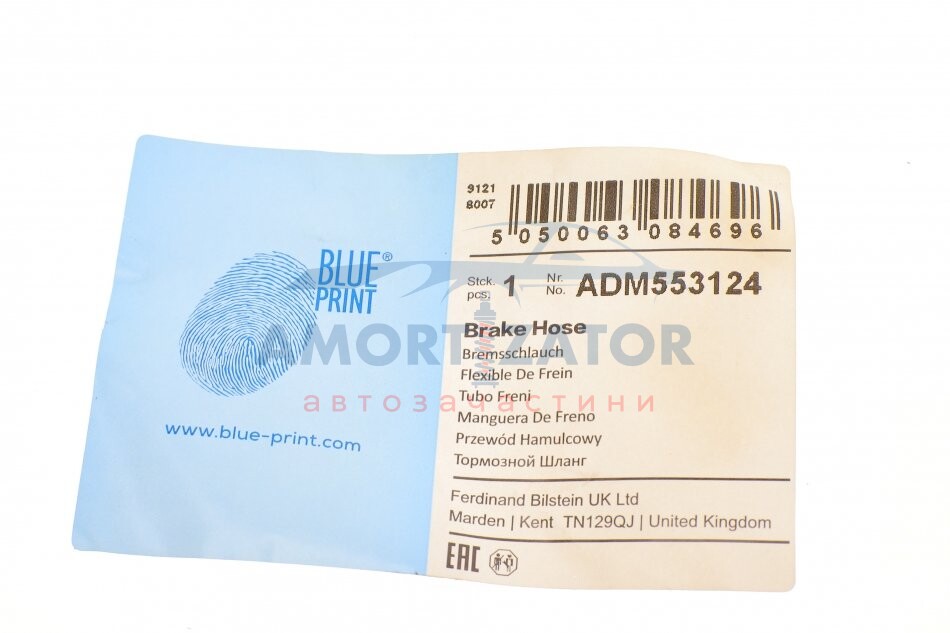 BLUE®
PRINT
www.blue-print.com
9121
8007
5 050063 084696
Stck.
pcs. 1 Nr.
No. ADM553124
Brake Hose
Bremsschlauch
Flexible De Frein
Tubo Freni
Manguera De Freno
Przewód Hamulcowy
Тормозной Шланг
Ferdinand Bilstein UK Ltd
Marden | Kent TN129QJ | United Kingdom
EAC
AMORTIZATOR
автозачастини